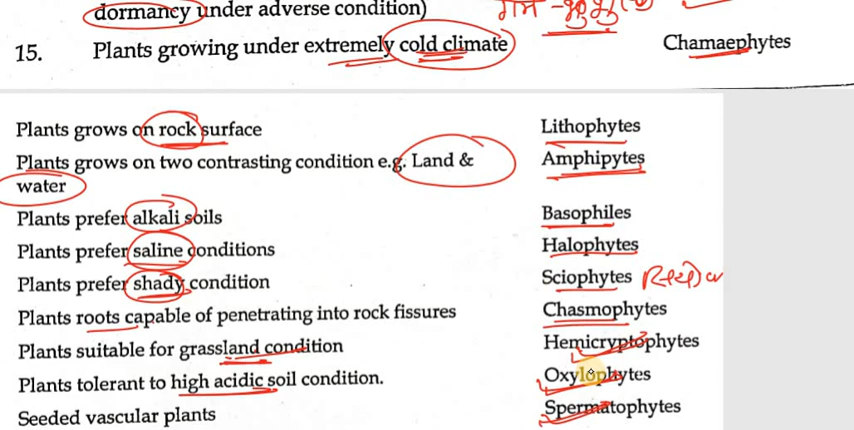 dormancy under adverse condition)
15. Plants growing under extremely cold climate Chamaephytes
Plants grows on rock surface Lithophytes
Plants grows on two contrasting condition e.g. Land & Amphipytes
water
Plants prefer alkali soils Basophiles
Plants prefer saline conditions Halophytes
Plants prefer shady condition Sciophytes
Plants roots capable of penetrating into rock fissures Chasmophytes
Plants suitable for grassland condition Hemicryptophytes
Plants tolerant to high acidic soil condition. Oxylophytes
Seeded vascular plants Spermatophytes